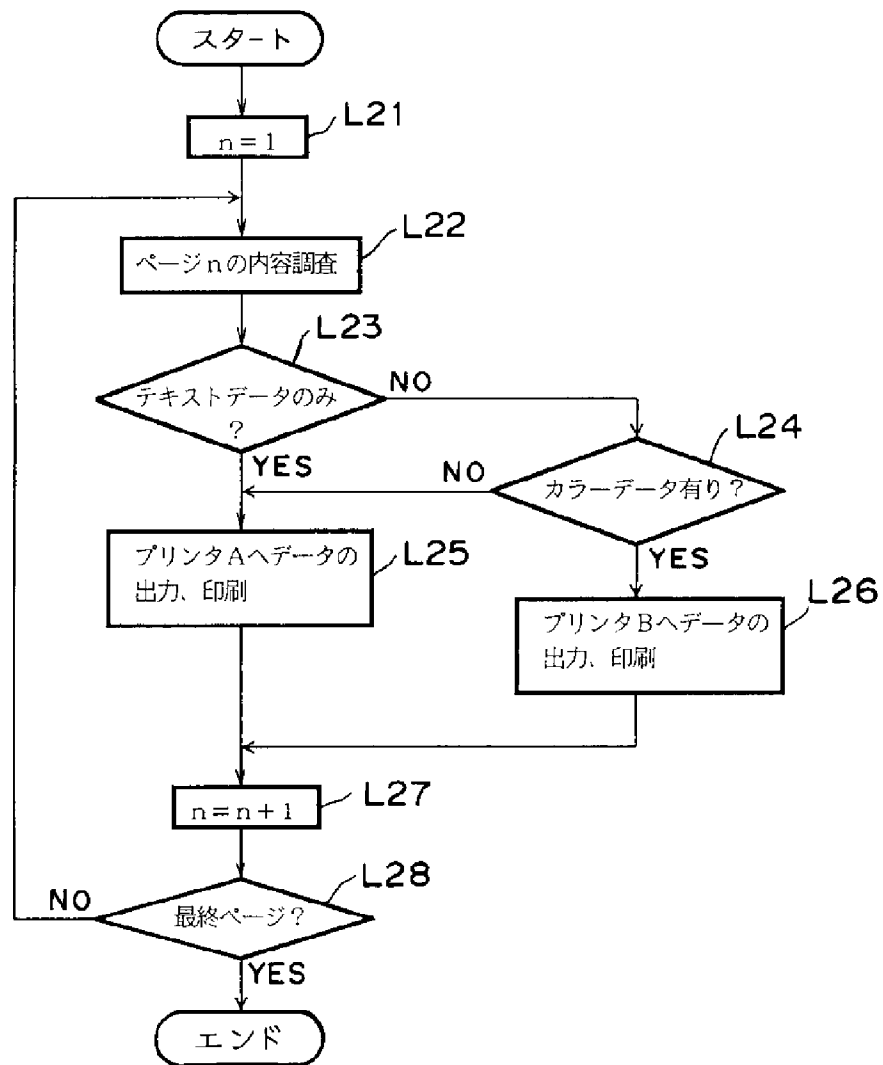 スタート
L21
n=1
L22
ページnの内容調査
L23
テキストデータのみ
?
NO
YES
L24
カラーデータ有り?
NO
YES
L25
プリンタAへデータの
出力、印刷
L26
プリンタBへデータの
出力、印刷
L27
n=n+1
L28
最終ページ?
NO
YES
エンド